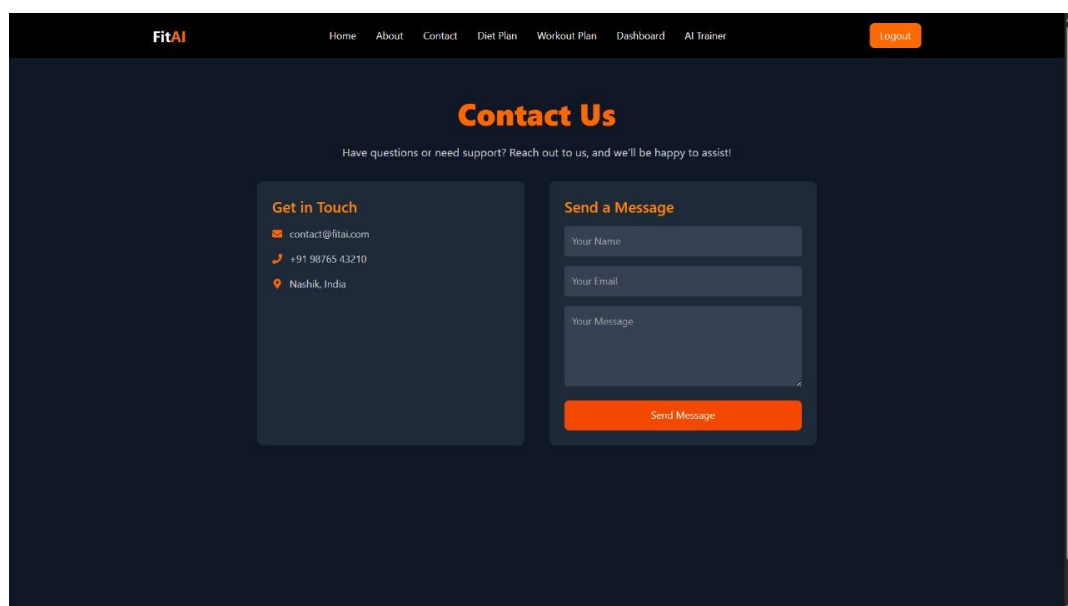 FitAI Home About Contact Diet Plan Workout Plan Dashboard AI Trainer Logout
Contact Us
Have questions or need support? Reach out to us, and we'll be happy to assist!
Get in Touch
contact@fitai.com
+91 98765 43210
Nashik, India
Send a Message
Your Name
Your Email
Your Message
Send Message